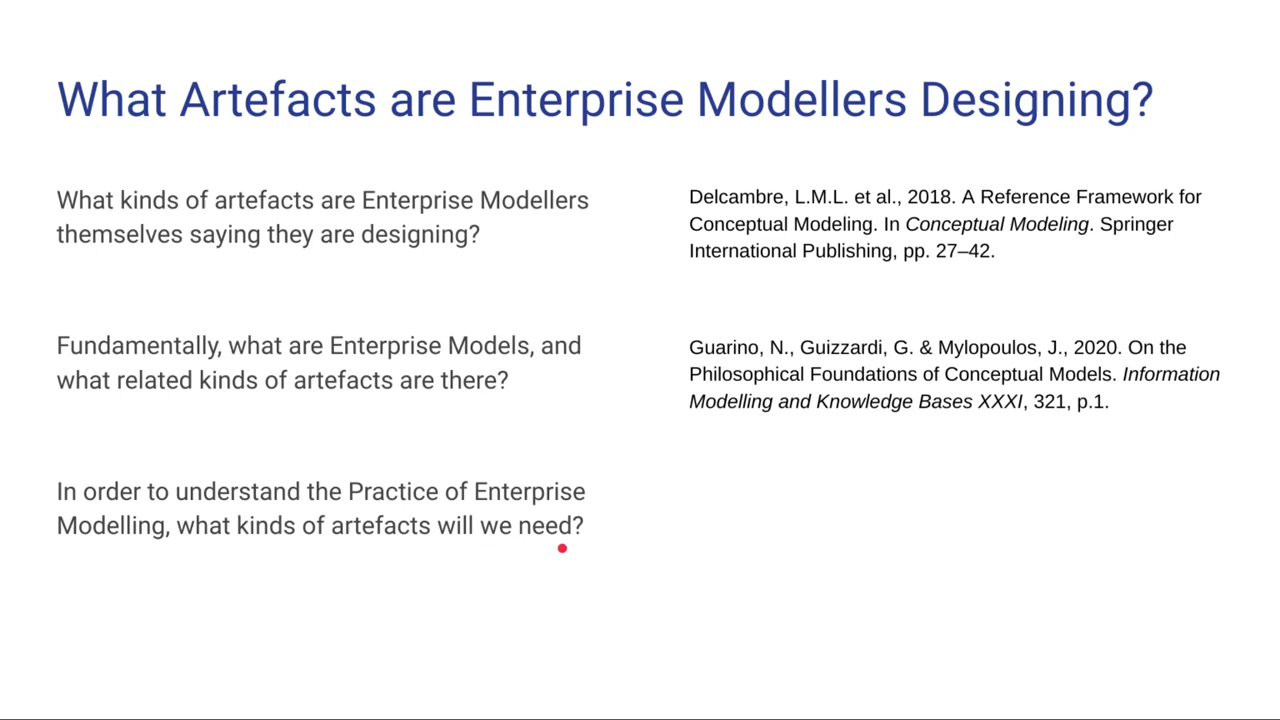 What Artefacts are Enterprise Modellers Designing?
What kinds of artefacts are Enterprise Modellers
themselves saying they are designing?
Delcambre, L.M.L. et al., 2018. A Reference Framework for
Conceptual Modeling. In Conceptual Modeling. Springer
International Publishing, pp. 27–42.
Fundamentally, what are Enterprise Models, and
what related kinds of artefacts are there?
Guarino, N., Guizzardi, G. & Mylopoulos, J., 2020. On the
Philosophical Foundations of Conceptual Models. Information
Modelling and Knowledge Bases XXXI, 321, p.1.
In order to understand the Practice of Enterprise
Modelling, what kinds of artefacts will we need?